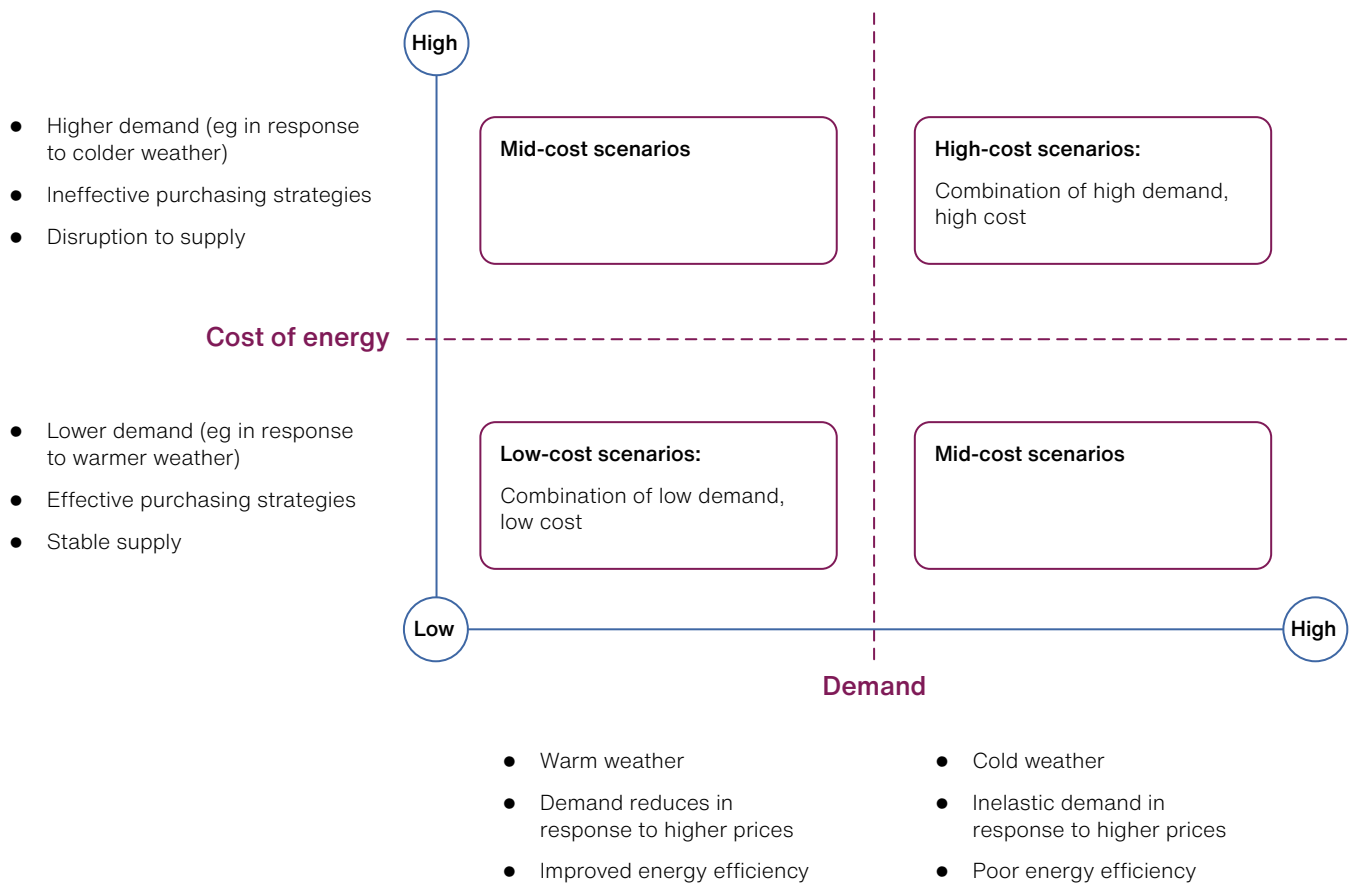 High
● Higher demand (eg in response
to colder weather)
● Ineffective purchasing strategies
● Disruption to supply
Mid-cost scenarios
High-cost scenarios:
Combination of high demand,
high cost
Cost of energy
● Lower demand (eg in response
to warmer weather)
● Effective purchasing strategies
● Stable supply
Low-cost scenarios:
Combination of low demand,
low cost
Mid-cost scenarios
Low
High
Demand
● Warm weather
● Demand reduces in
response to higher prices
● Improved energy efficiency
● Cold weather
● Inelastic demand in
response to higher prices
● Poor energy efficiency